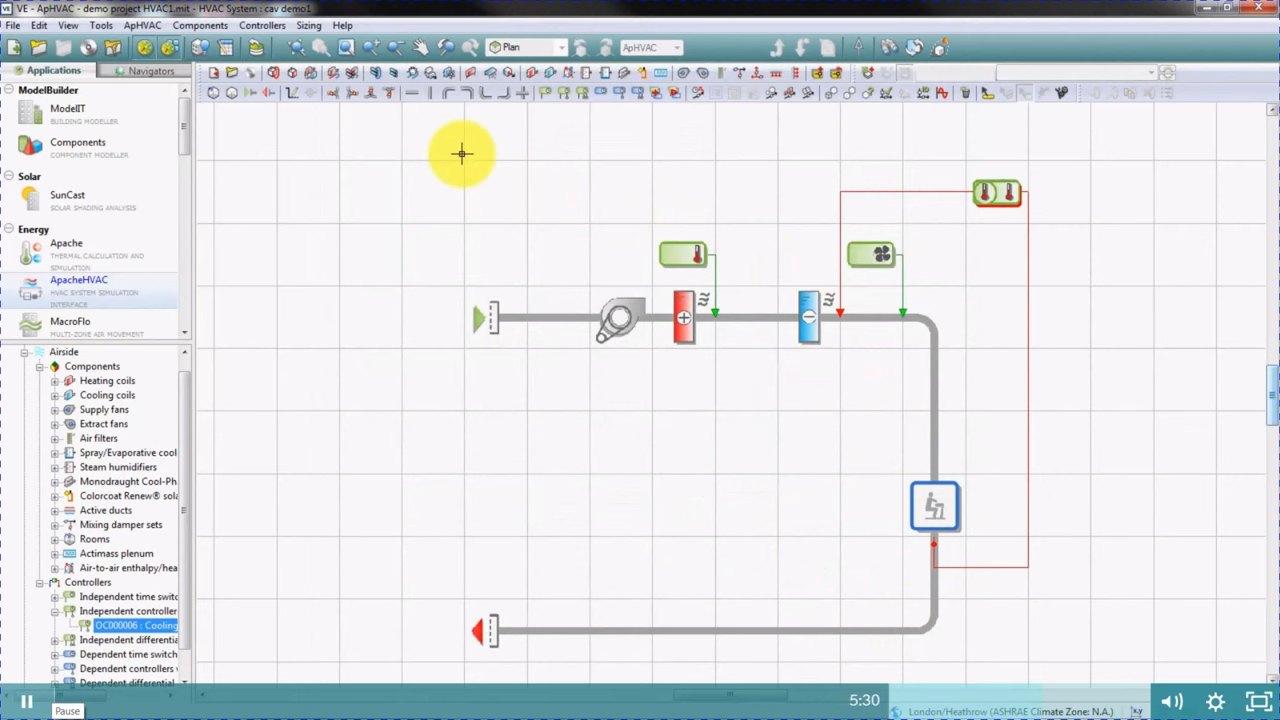 VE - ApHVAC - demo project HVAC1.mit - HVAC System : cav demo1
File Edit View Tools ApHVAC Components Controllers Sizing Help
Plan ApHVAC
Applications Navigators
ModelBuilder
ModelIT
BUILDING MODELLER
Components
COMPONENT MODELLER
Solar
SunCast
SOLAR SHADING ANALYSIS
Energy
Apache
THERMAL CALCULATION AND
SIMULATION
ApacheHVAC
HVAC SYSTEM SIMULATION
INTERFACE
MacroFlo
MULTI-ZONE AIR MOVEMENT
Airside
Components
Heating coils
Cooling coils
Supply fans
Extract fans
Air filters
Spray/Evaporative cool
Steam humidifiers
Monodraught Cool-Ph
Colorcoat Renew® sola
Active ducts
Mixing damper sets
Rooms
Actimass plenum
Air-to-air enthalpy/hea
Controllers
Independent time switc
Independent controller
OC000006 : Cooling
Independent differentia
Dependent time switch
Dependent controllers w
Dependent differential
5:30
Pause
London/Heathrow (ASHRAE Climate Zone: N.A.)